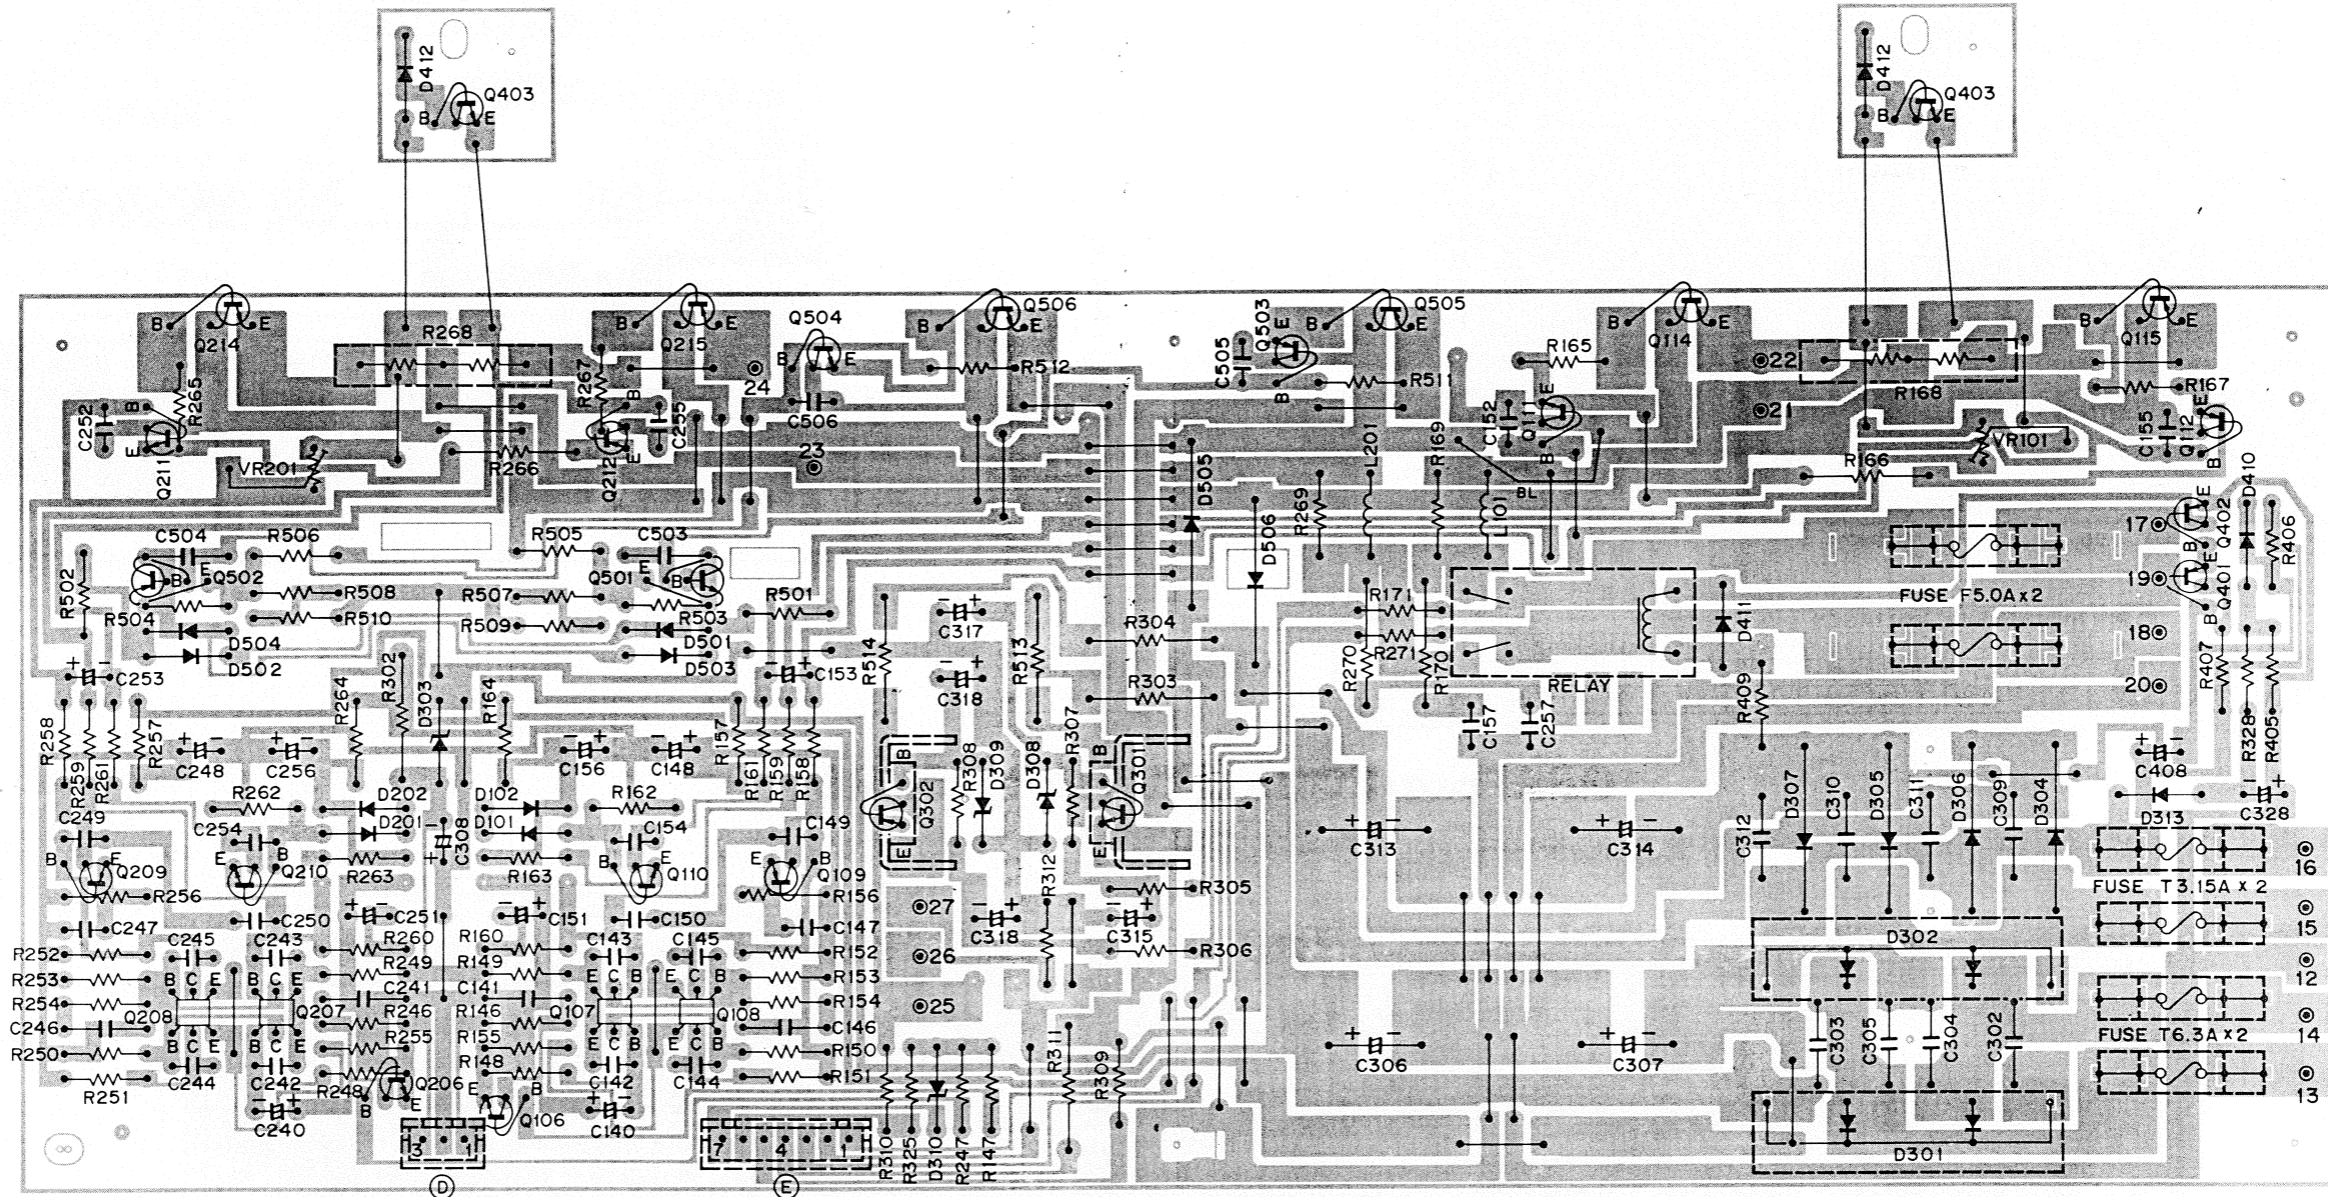 D412
Q403
B E
D412
Q403
B E
B E
Q214
R268
B E
Q215
Q504
B E
Q506
B E
C505
Q503
E
B
Q505
B E
R165
B E
Q114
22
R168
B E
Q115
24
R512
R511
R167
C252
B
E
Q211
R265
R267
B
E
Q212
C255
C506
23
R266
VR201
L201
R169
C152
Q111
E
B
21
VR101
C155
Q112
E
B
R166
BL
D505
D506
R269
L101
17
19
18
20
E
B
Q402
E
B
Q401
D410
R406
C504
R506
R505
C503
R502
B E
Q502
E B
Q501
R508
R507
R501
R504
R510
R509
R503
D504
D501
D502
D503
C253
C153
R514
C317
C318
R513
R304
R303
R171
R271
R270
R170
RELAY
D411
FUSE F5.0A x 2
R407
R328
R405
R409
C157
C257
R302
R264
D303
R164
R258
R259
R261
R257
C248
C256
C156
C148
R157
R161
R159
R158
B
Q302
E
R308
D309
D308
R307
B
Q301
E
R262
D202
D102
R162
C249
C254
D201
D101
C308
C154
C149
B E
Q209
E B
Q210
R263
R163
B E
Q110
E B
Q109
R256
R156
C247
C250
C251
C151
C150
C147
R312
R305
27
C318
C315
R306
26
25
C313
C314
C312
D307
C310
D305
C311
D306
C309
D304
C408
D313
C328
16
FUSE T3.15A x 2
15
12
14
FUSE T6.3A x 2
13
D302
C303
C305
C304
C302
D301
C306
C307
R252
C245
C243
R260
R160
C143
C145
R152
R253
B C E
E C B
R249
R149
E C B
B C E
R153
R254
C241
C141
R154
C246
Q208
Q207
R246
R146
Q107
Q108
C146
R250
B C E
E C B
R255
R155
E C B
R150
R251
C244
C242
R248
R148
C142
C144
R151
B
Q206
E B
Q106
C240
C140
3 1
D
7 4 1
E
R310
R325
D310
R247
R147
R311
R309